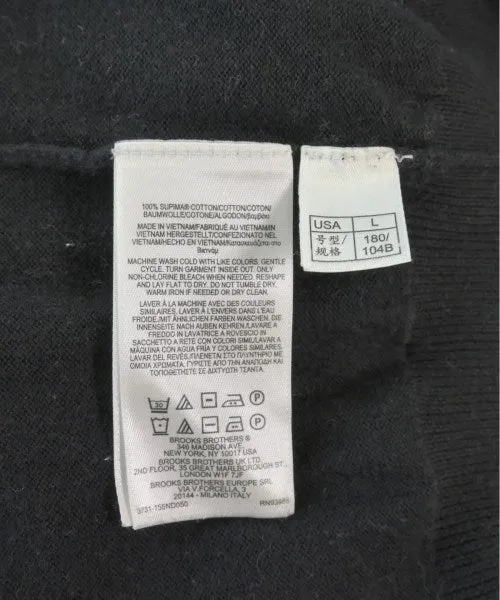 100% SUPIMA® COTTON/COTTON/COTON/
BAUMWOLLE/COTONE/ALGODON/βαμβάκι
MADE IN VIETNAM/FABRIQUÉ AU VIETNAM/IN
VIETNAM HERGESTELLT/CONFEZIONATO NEL
VIETNAM/HECHO EN VIETNAM/Κατασκευάζεται στο
Βιετνάμ
MACHINE WASH COLD WITH LIKE COLORS, GENTLE
CYCLE. TURN GARMENT INSIDE OUT. ONLY
NON-CHLORINE BLEACH WHEN NEEDED. RESHAPE
AND LAY FLAT TO DRY. DO NOT TUMBLE DRY.
WARM IRON IF NEEDED OR DRY CLEAN.
LAVER À LA MACHINE AVEC DES COULEURS
SIMILAIRES, LAVER À L'ENVERS DANS L'EAU
FROIDE./MIT ÄHNLICHEN FARBEN WASCHEN. DIE
INNENSEITE NACH AUßEN KEHREN/LAVARE A
FREDDO IN LAVATRICE A ROVESCIO IN
SACCHETTO A RETE CON COLORI SIMILI/LAVAR A
MÁQUINA CON AGUA FRÍA Y COLORES SIMILARES.
LAVAR DEL REVÉS/ΠΛΕΝΕΤΑΙ ΣΤΟ ΠΛΥΝΤΗΡΙΟ ΜΕ
ΟΜΟΙΑ ΧΡΩΜΑΤΑ, ΓΥΡΙΣΤΕ ΑΠΟ ΤΗΝ ΑΝΑΠΟΔΗ ΚΑΙ
ΤΟΠΟΘΕΤΗΣΤΕ ΣΕ ΔΙΧΤΥΩΤΗ ΤΣΑΝΤΑ.
30 P
P
BROOKS BROTHERS ®
346 MADISON AVE.
NEW YORK, NY 10017 USA
BROOKS BROTHERS UK LTD.
2ND FLOOR, 35 GREAT MARLBOROUGH ST.
LONDON W1F 7JF
BROOKS BROTHERS EUROPE SRL
VIA V.FORCELLA, 3
20144 - MILANO ITALY
3731-155ND050 RN93985
USA L
号型/ 180/
规格 104B